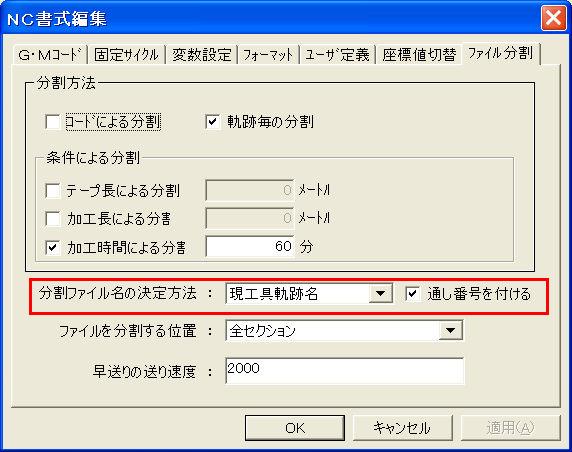 NC書式編集
G・Mコード 固定サイクル 変数設定 フォーマット ユーザ定義 座標値切替 ファイル分割
分割方法
コードによる分割 軌跡毎の分割
条件による分割
テープ長による分割 0 メートル
加工長による分割 0 メートル
加工時間による分割 60 分
分割ファイル名の決定方法 : 現工具軌跡名 通し番号を付ける
ファイルを分割する位置 : 全セクション
早送りの送り速度 : 2000
OK キャンセル 適用(A)